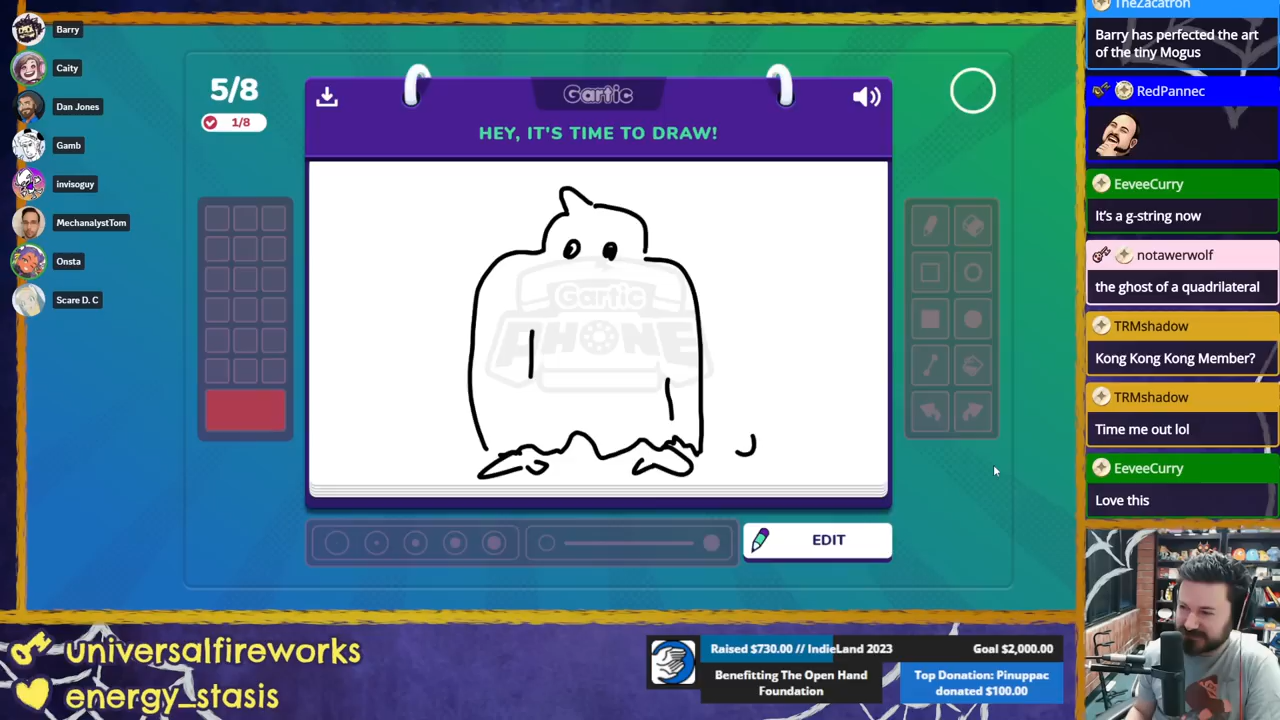 Barry
Caity
Dan Jones
Gamb
invisoguy
MechanalystTom
Onsta
Scare D. C
5/8
1/8
Gartic
HEY, IT'S TIME TO DRAW!
Gartic
PHONE
EDIT
TheZacatron
Barry has perfected the art
of the tiny Mogus
RedPannec
EeveeCurry
It's a g-string now
notawerwolf
the ghost of a quadrilateral
TRMshadow
Kong Kong Kong Member?
TRMshadow
Time me out lol
EeveeCurry
Love this
universalfireworks
energy_stasis
Raised $730.00 // IndieLand 2023
Goal $2,000.00
Benefitting The Open Hand
Foundation
Top Donation: Pinuppac
donated $100.00